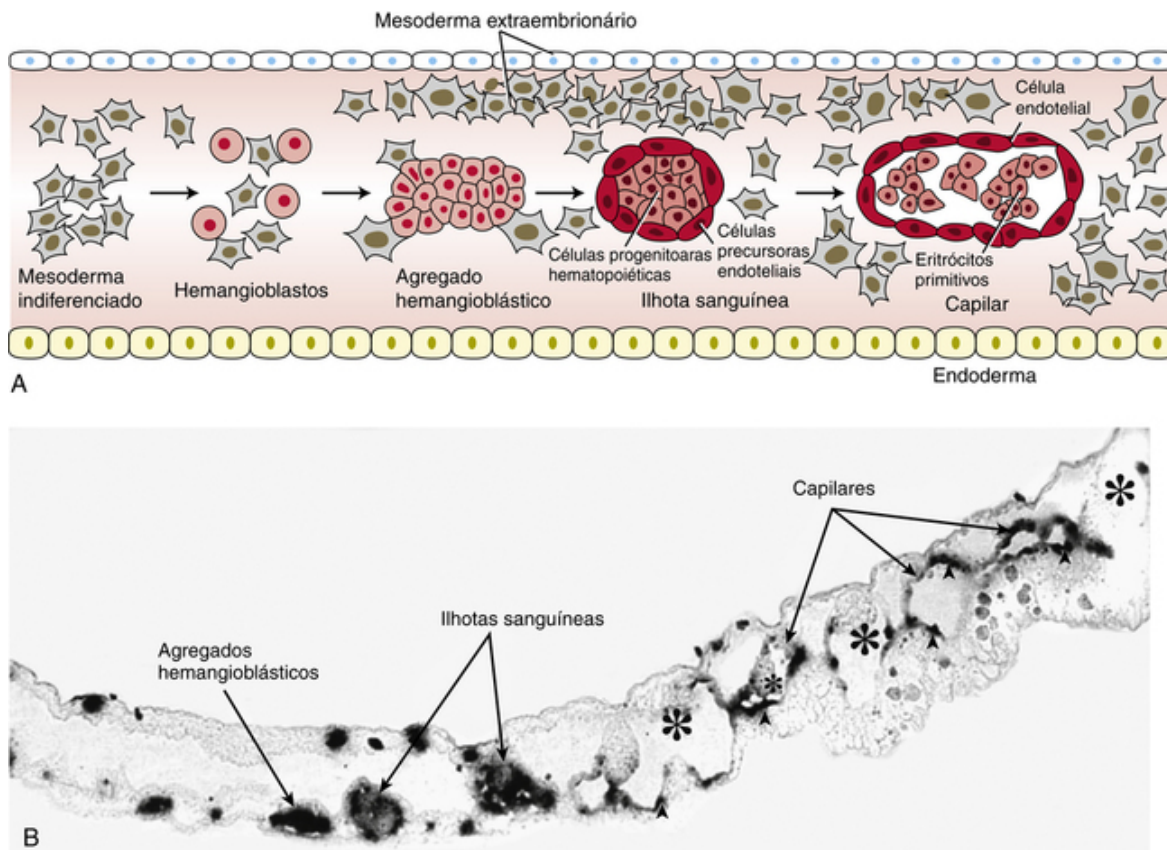 Mesoderma extraembrionário
Célula
endotelial
Mesoderma
indiferenciado
Hemangioblastos
Agregado
hemangioblástico
Células progenitoaras
hematopoiéticas
Células
precursoras
endoteliais
Ilhota sanguínea
Eritrócitos
primitivos
Capilar
Endoderma
A
Capilares
Ilhotas sanguíneas
Agregados
hemangioblásticos
*
*
*
*
B